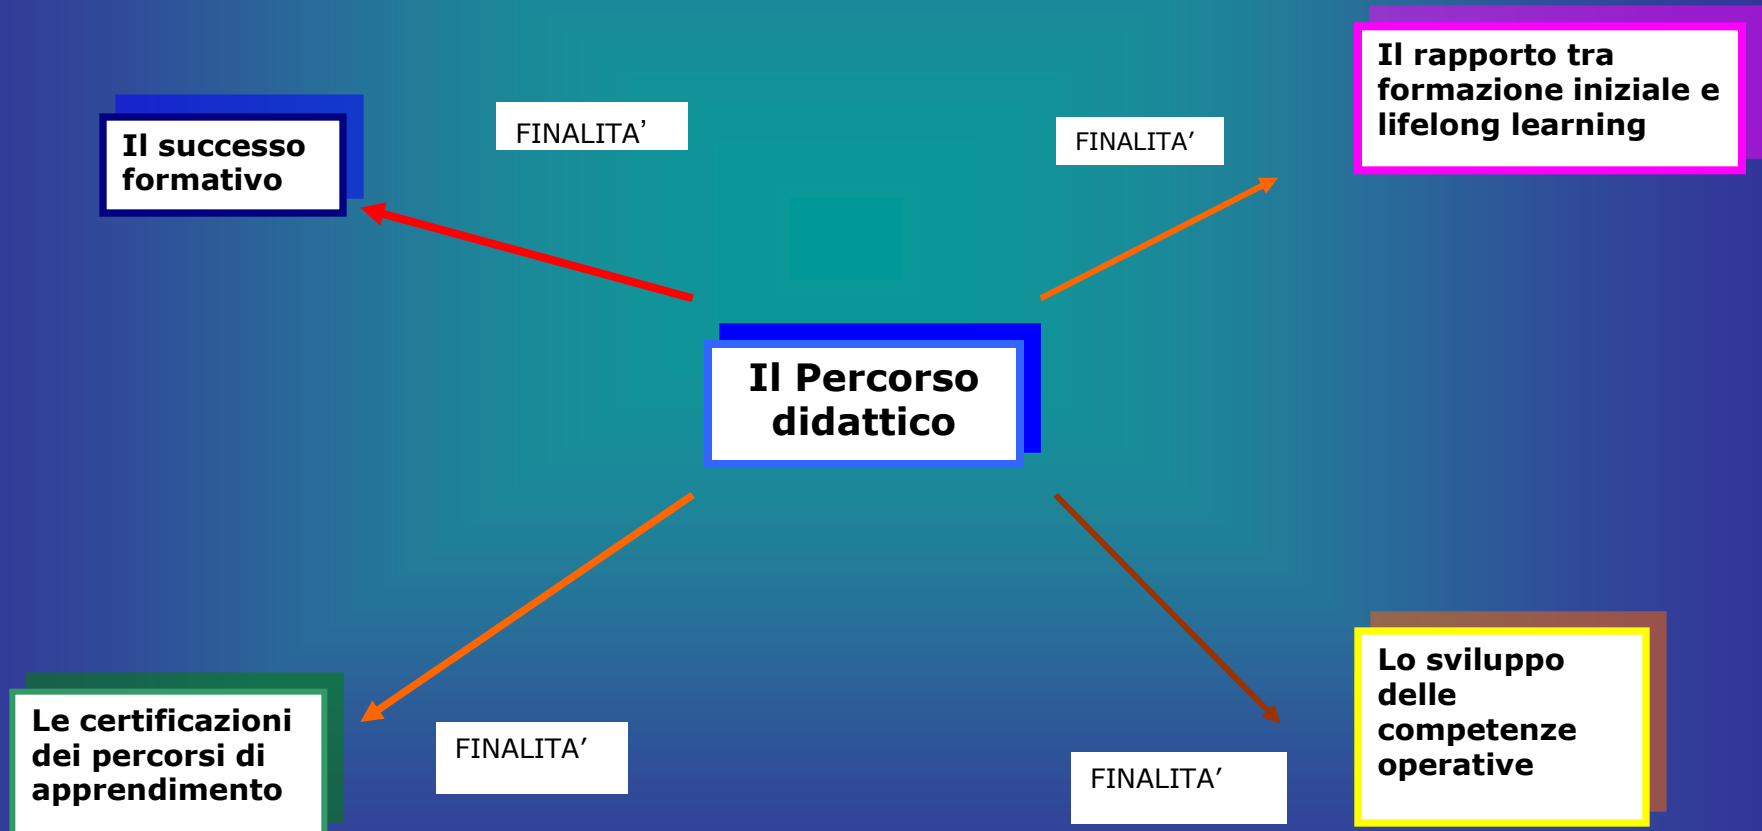 Il rapporto tra
formazione iniziale e
lifelong learning
Il successo
formativo
FINALITA’
FINALITA’
Il Percorso
didattico
Le certificazioni
dei percorsi di
apprendimento
FINALITA’
FINALITA’
Lo sviluppo
delle
competenze
operative